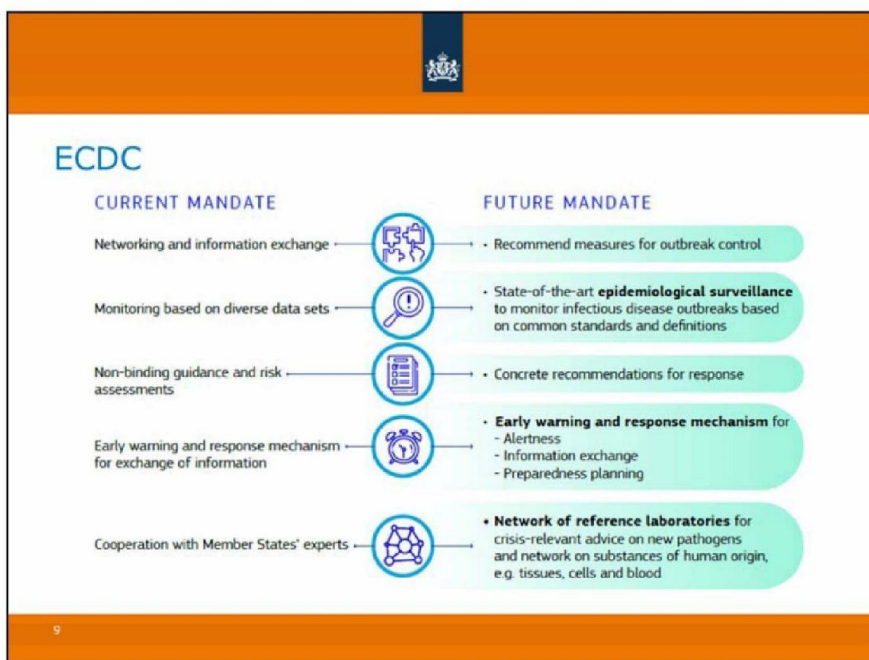 ECDC
CURRENT MANDATE
FUTURE MANDATE
Networking and information exchange
• Recommend measures for outbreak control
Monitoring based on diverse data sets
• State-of-the-art epidemiological surveillance
to monitor infectious disease outbreaks based
on common standards and definitions
Non-binding guidance and risk
assessments
• Concrete recommendations for response
Early warning and response mechanism
for exchange of information
• Early warning and response mechanism for
- Alertness
- Information exchange
- Preparedness planning
Cooperation with Member States' experts
• Network of reference laboratories for
crisis-relevant advice on new pathogens
and network on substances of human origin,
e.g. tissues, cells and blood
9